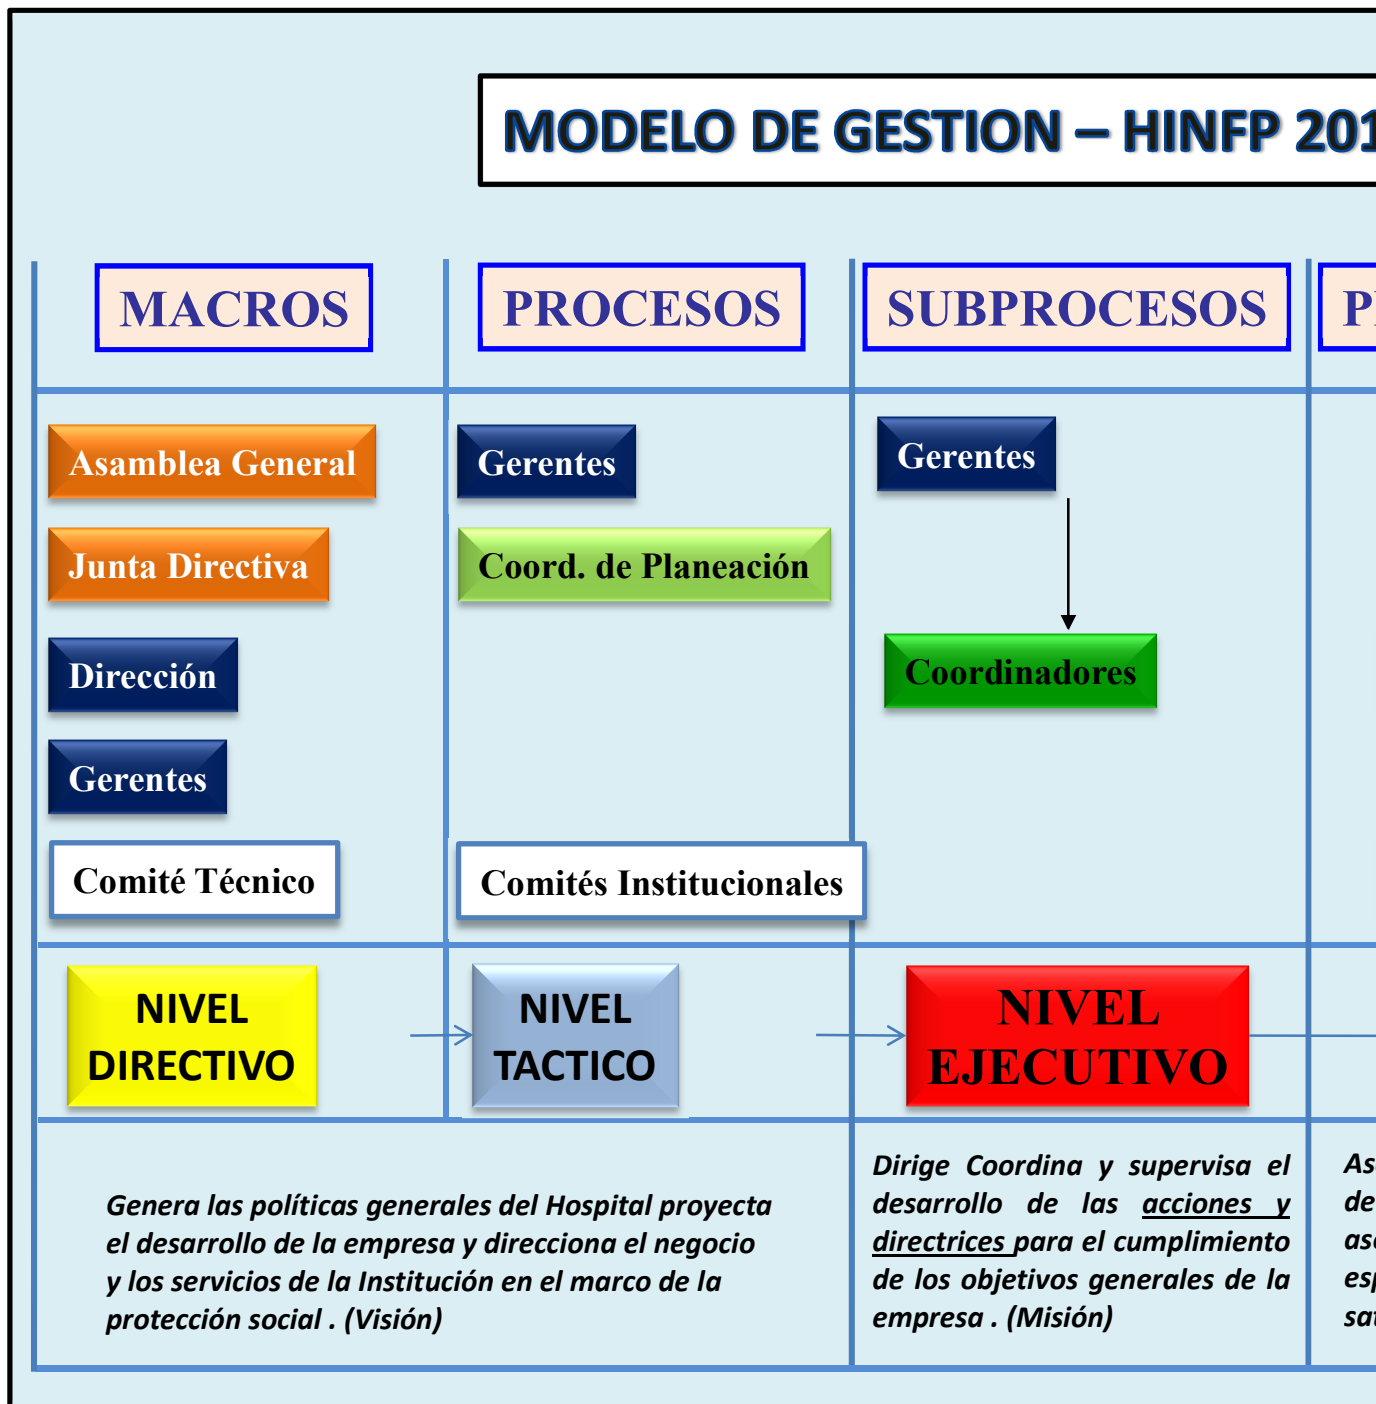 MODELO DE GESTION – HINFP 201
MACROS
PROCESOS
SUBPROCESOS
Asamblea General
Junta Directiva
Dirección
Gerentes
Comité Técnico
Gerentes
Coord. de Planeación
Comités Institucionales
Gerentes
Coordinadores
NIVEL
DIRECTIVO
NIVEL
TACTICO
NIVEL
EJECUTIVO
Genera las políticas generales del Hospital proyecta
el desarrollo de la empresa y direcciona el negocio
y los servicios de la Institución en el marco de la
protección social . (Visión)
Dirige Coordina y supervisa el
desarrollo de las acciones y
directrices para el cumplimiento
de los objetivos generales de la
empresa . (Misión)